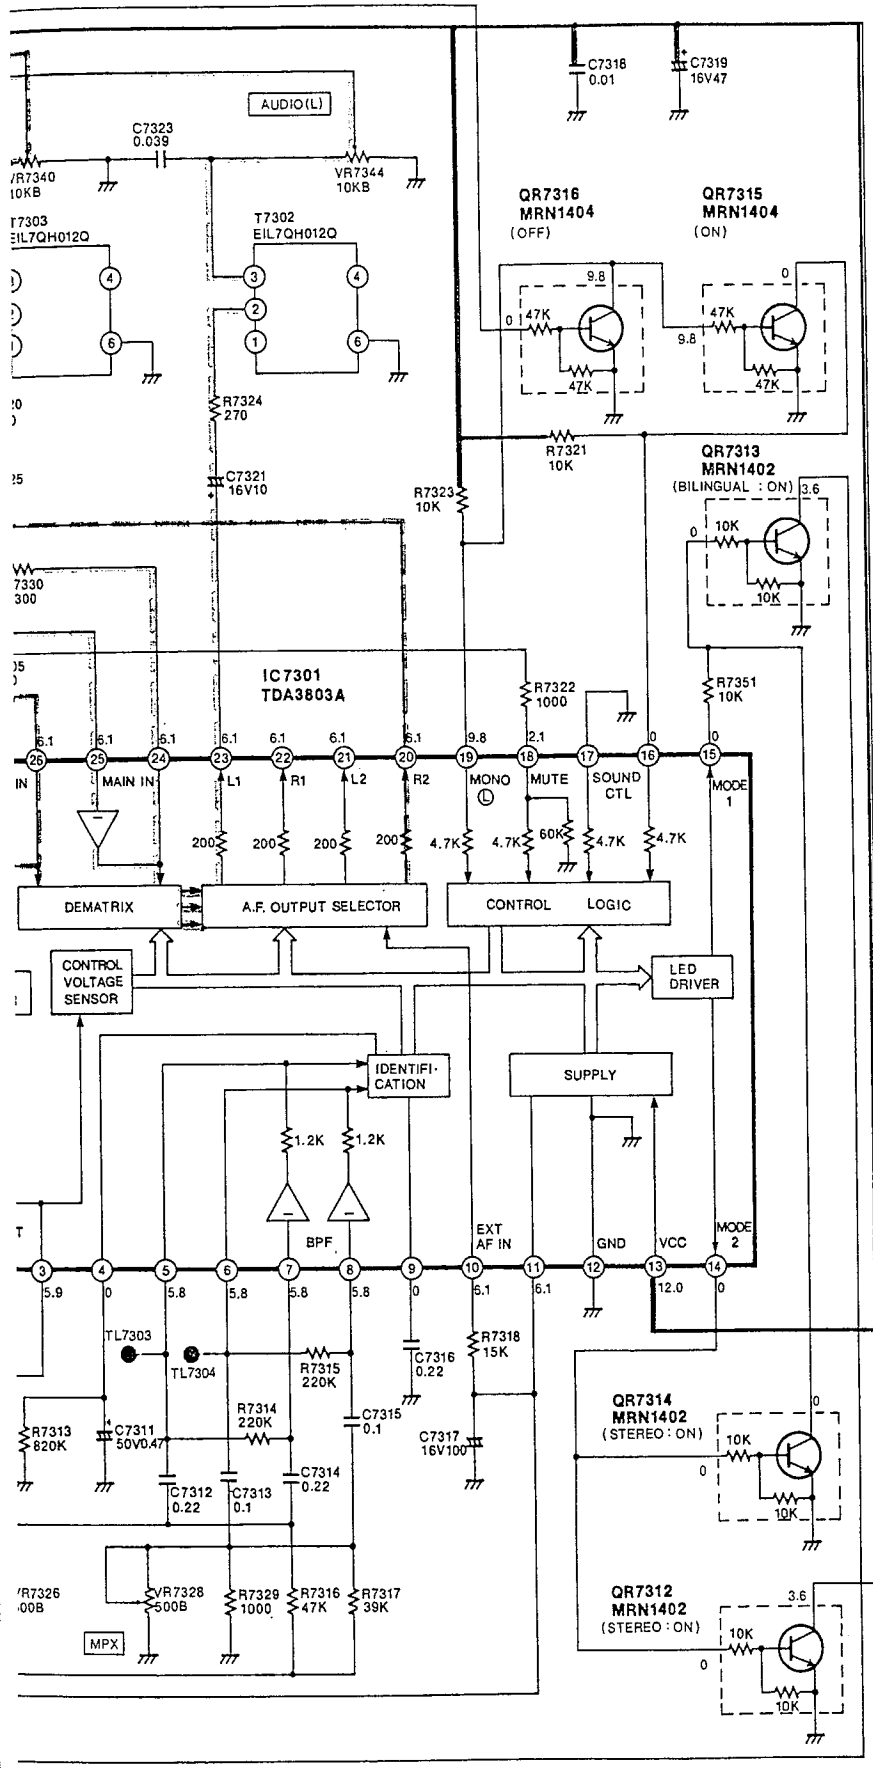 C7318
0.01
C7319
16V47
AUDIO(L)
C7323
0.039
VR7340
10KB
VR7344
10KB
T7303
EIL7QH012Q
T7302
EIL7QH012Q
QR7316
MRN1404
(OFF)
QR7315
MRN1404
(ON)
9.8
0
3
4
4
2
1
6
6
0
47K
47K
9.8
47K
47K
R7324
270
R7321
10K
QR7313
MRN1402
(BILINGUAL : ON)
3.6
C7321
16V10
R7323
10K
0
10K
10K
7330
300
IC7301
TDA3803A
R7322
1000
R7351
10K
6.1
6.1
6.1
6.1
6.1
6.1
6.1
9.8
2.1
0
0
26
25
24
23
22
21
20
19
18
17
16
15
IN
MAIN IN
L1
R1
L2
R2
MONO
L
MUTE
SOUND
CTL
MODE
1
200
200
200
200
4.7K
4.7K
60K
4.7K
4.7K
DEMATRIX
A.F. OUTPUT SELECTOR
CONTROL LOGIC
CONTROL
VOLTAGE
SENSOR
LED
DRIVER
IDENTIFI-
CATION
SUPPLY
1.2K
1.2K
T
BPF
EXT
AF IN
GND
VCC
MODE
2
3
4
5
6
7
8
9
10
11
12
13
14
5.9
0
5.8
5.8
5.8
5.8
0
6.1
6.1
12.0
0
TL7303
TL7304
R7315
220K
C7316
0.22
R7318
15K
R7313
820K
C7311
50V0.47
R7314
220K
C7315
0.1
C7317
16V100
QR7314
MRN1402
(STEREO : ON)
0
0
10K
10K
C7312
0.22
C7313
0.1
C7314
0.22
VR7326
500B
VR7328
500B
R7329
1000
R7316
47K
R7317
39K
QR7312
MRN1402
(STEREO : ON)
3.6
MPX
0
10K
10K